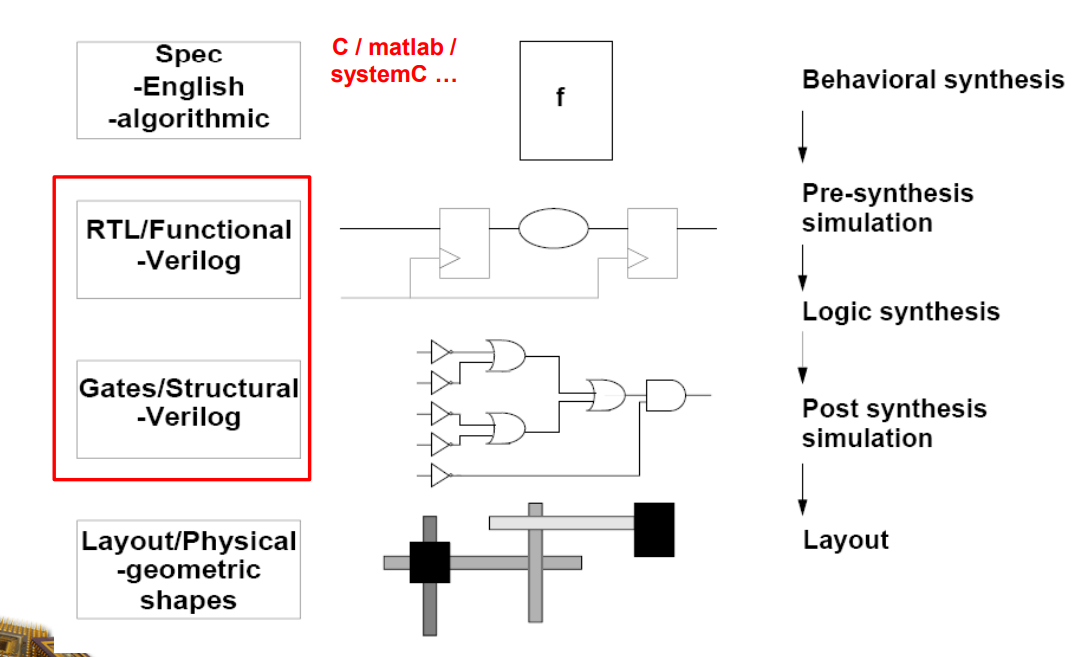 Spec
-English
-algorithmic
C / matlab /
systemC …
f
Behavioral synthesis
RTL/Functional
-Verilog
Pre-synthesis
simulation
Logic synthesis
Gates/Structural
-Verilog
Post synthesis
simulation
Layout/Physical
-geometric
shapes
Layout